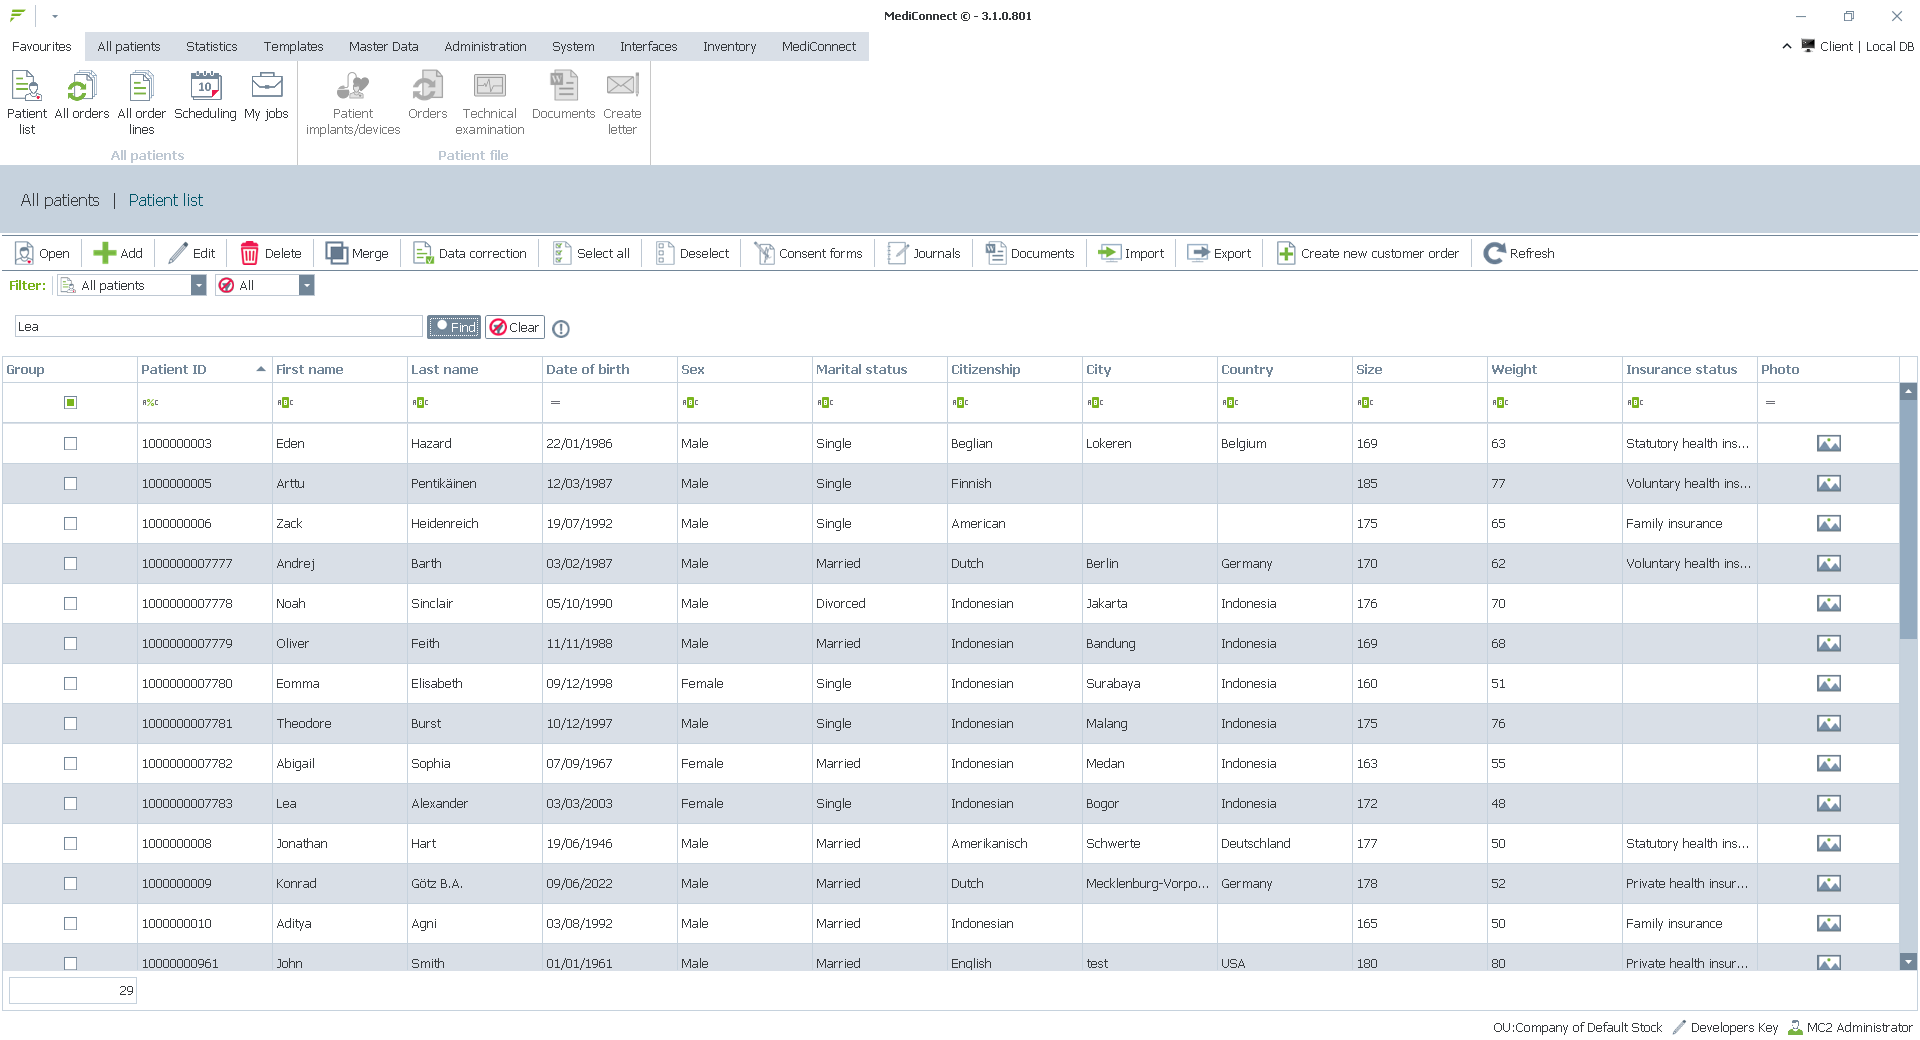 MediConnect © - 3.1.0.801
Favourites All patients Statistics Templates Master Data Administration System Interfaces Inventory MediConnect
Client | Local DB
Patient list All orders All order lines Scheduling My jobs Patient implants/devices Orders Technical examination Documents Create letter
All patients Patient file
All patients | Patient list
Open Add Edit Delete Merge Data correction Select all Deselect Consent forms Journals Documents Import Export Create new customer order Refresh
Filter: All patients All
Lea Find Clear
Group Patient ID First name Last name Date of birth Sex Marital status Citizenship City Country Size Weight Insurance status Photo
1000000003 Eden Hazard 22/01/1986 Male Single Beglian Lokeren Belgium 169 63 Statutory health ins...
1000000005 Arttu Pentikäinen 12/03/1987 Male Single Finnish 185 77 Voluntary health ins...
1000000006 Zack Heidenreich 19/07/1992 Male Single American 175 65 Family insurance
1000000007777 Andrej Barth 03/02/1987 Male Married Dutch Berlin Germany 170 62 Voluntary health ins...
1000000007778 Noah Sinclair 05/10/1990 Male Divorced Indonesian Jakarta Indonesia 176 70
1000000007779 Oliver Feith 11/11/1988 Male Married Indonesian Bandung Indonesia 169 68
1000000007780 Eomma Elisabeth 09/12/1998 Female Single Indonesian Surabaya Indonesia 160 51
1000000007781 Theodore Burst 10/12/1997 Male Single Indonesian Malang Indonesia 175 76
1000000007782 Abigail Sophia 07/09/1967 Female Married Indonesian Medan Indonesia 163 55
1000000007783 Lea Alexander 03/03/2003 Female Single Indonesian Bogor Indonesia 172 48
1000000008 Jonathan Hart 19/06/1946 Male Married Amerikanisch Schwerte Deutschland 177 50 Statutory health ins...
1000000009 Konrad Götz B.A. 09/06/2022 Male Married Dutch Mecklenburg-Vorpo... Germany 178 52 Private health insur...
1000000010 Aditya Agni 03/08/1992 Male Married Indonesian 165 50 Family insurance
10000000961 John Smith 01/01/1961 Male Married English test USA 180 80 Private health insur...
29
OU:Company of Default Stock Developers Key MC2 Administrator